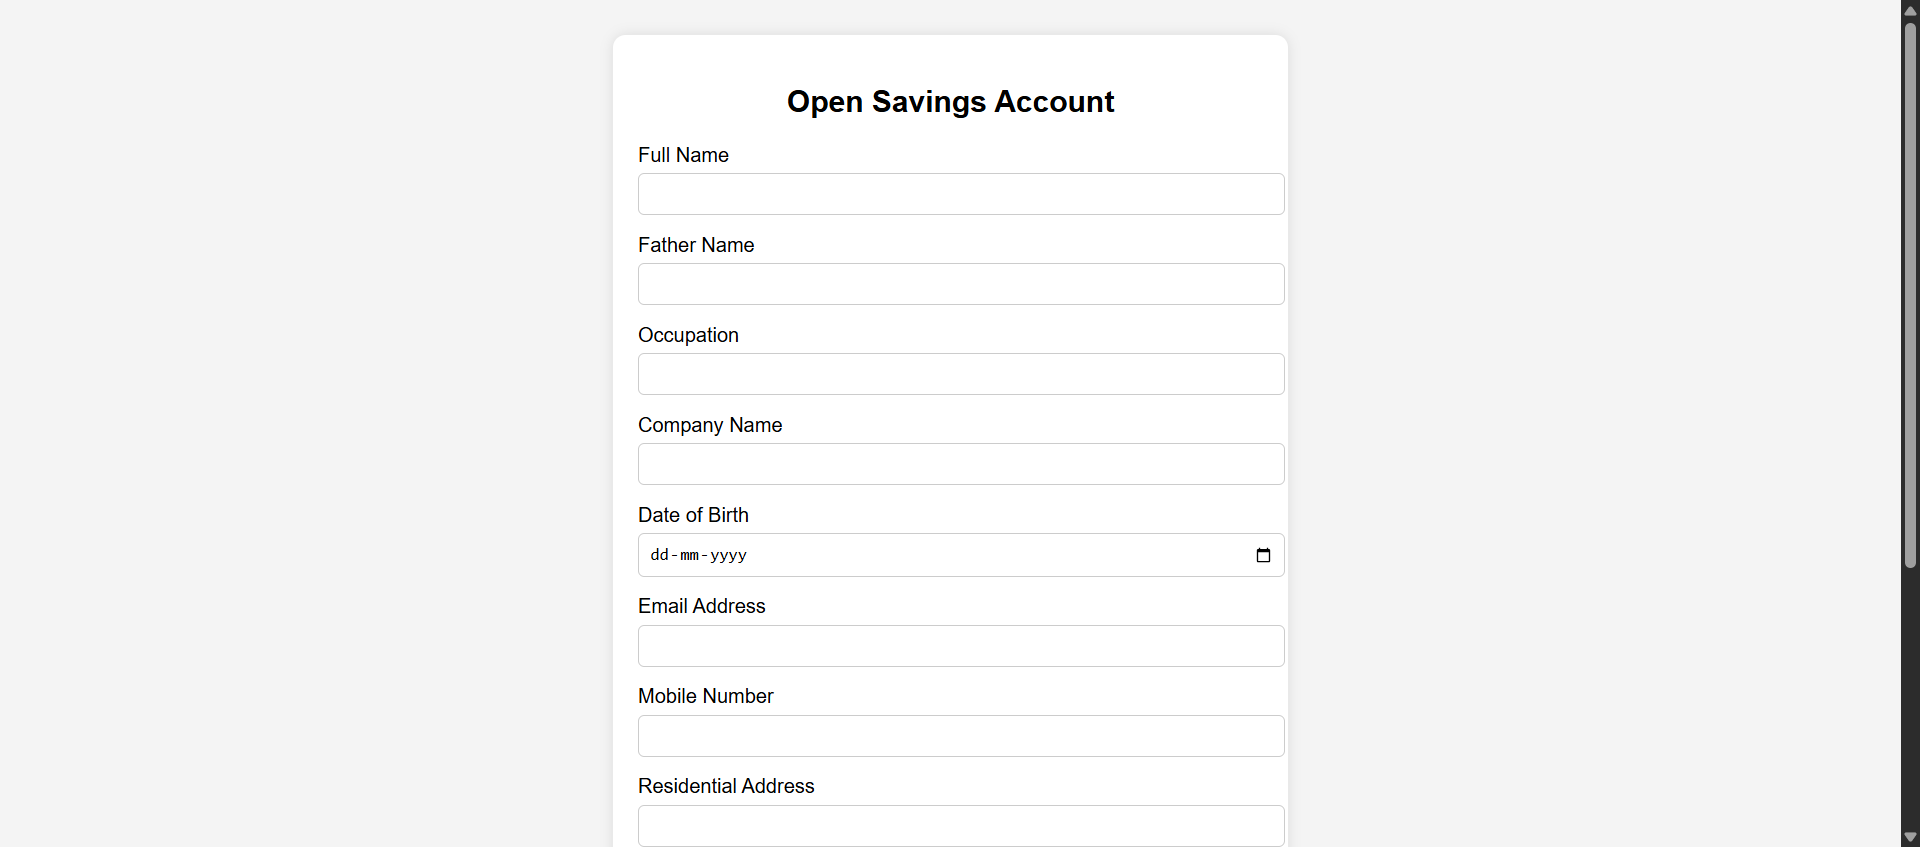 Open Savings Account
Full Name
Father Name
Occupation
Company Name
Date of Birth
dd-mm-yyyy
Email Address
Mobile Number
Residential Address